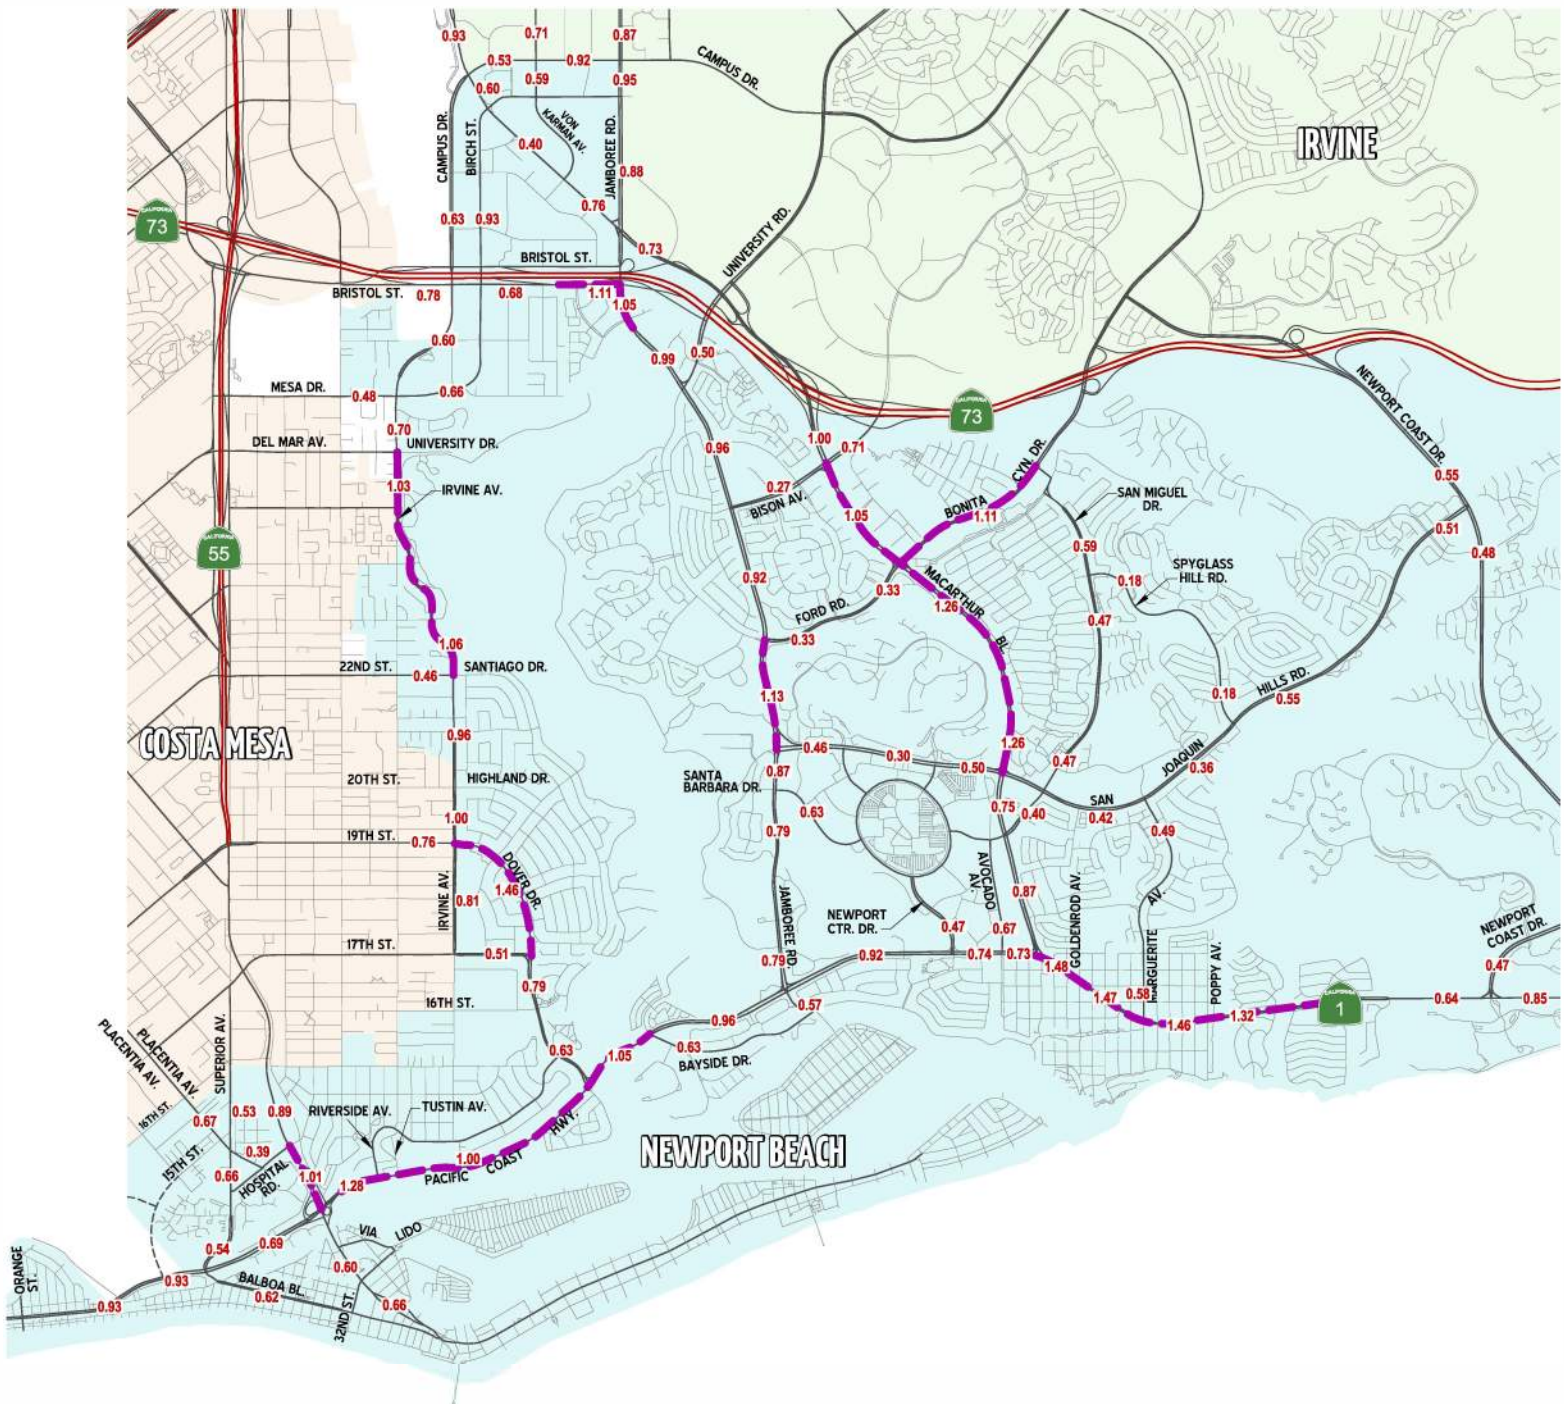 0.93
0.71
0.87
0.53
0.92
CAMPUS DR.
0.60
0.59
0.95
CAMPUS DR.
BIRCH ST.
VON
KARMAN AV.
0.40
JAMBOREE RD.
0.88
IRVINE
CALIFORNIA
73
0.63
0.93
0.76
UNIVERSITY RD.
0.73
BRISTOL ST.
BRISTOL ST.
0.78
0.68
1.11
1.05
0.60
0.99
0.50
MESA DR.
0.48
0.66
CALIFORNIA
73
NEWPORT COAST DR.
0.70
DEL MAR AV.
UNIVERSITY DR.
0.96
1.00
0.71
CYN. DR.
0.55
1.03
IRVINE AV.
0.27
BISON AV.
1.05
BONITA
1.11
SAN MIGUEL
DR.
0.51
CALIFORNIA
55
0.59
0.48
0.92
0.33
MACARTHUR
1.26
BL.
0.18
SPYGLASS
HILL RD.
FORD RD.
0.33
0.47
1.06
22ND ST.
0.46
SANTIAGO DR.
1.13
0.18
HILLS RD.
0.55
COSTA MESA
0.96
0.46
0.30
0.50
1.26
0.47
JOAQUIN
0.36
20TH ST.
HIGHLAND DR.
SANTA
BARBARA DR.
0.87
0.63
0.75
0.40
SAN
0.42
0.49
1.00
19TH ST.
0.76
0.79
DOVER DR.
1.46
IRVINE AV.
0.81
JAMBOREE RD.
AVOCADO
AV.
0.87
GOLDENROD AV.
AV.
MARGUERITE
NEWPORT
CTR. DR.
0.47
0.67
NEWPORT
COAST DR.
17TH ST.
0.51
0.79
0.92
0.74
0.73
1.48
POPPY AV.
0.47
0.79
16TH ST.
0.57
1.47
0.58
1.46
1.32
CALIFORNIA
1
0.64
0.85
PLACENTIA AV.
PLACENTIA AV.
SUPERIOR AV.
0.96
0.63
1.05
0.63
BAYSIDE DR.
16TH ST.
0.67
0.53
0.89
RIVERSIDE AV.
TUSTIN AV.
HWY.
NEWPORT BEACH
15TH ST.
0.39
0.66
HOSPITAL
RD.
1.01
1.28
1.00
PACIFIC
COAST
VIA
LIDO
0.54
0.69
0.60
ORANGE
ST.
0.93
BALBOA BL.
0.62
32ND ST.
0.66
0.93